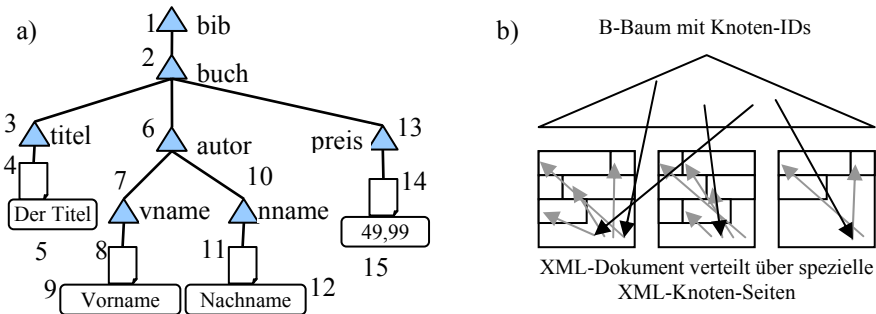 a)
1 bib
2 buch
3 titel
6 autor
preis 13
4
Der Titel
5
7 vname
10 nname
14
49,99
15
8
11
9 Vorname
Nachname 12
b)
B-Baum mit Knoten-IDs
XML-Dokument verteilt über spezielle
XML-Knoten-Seiten